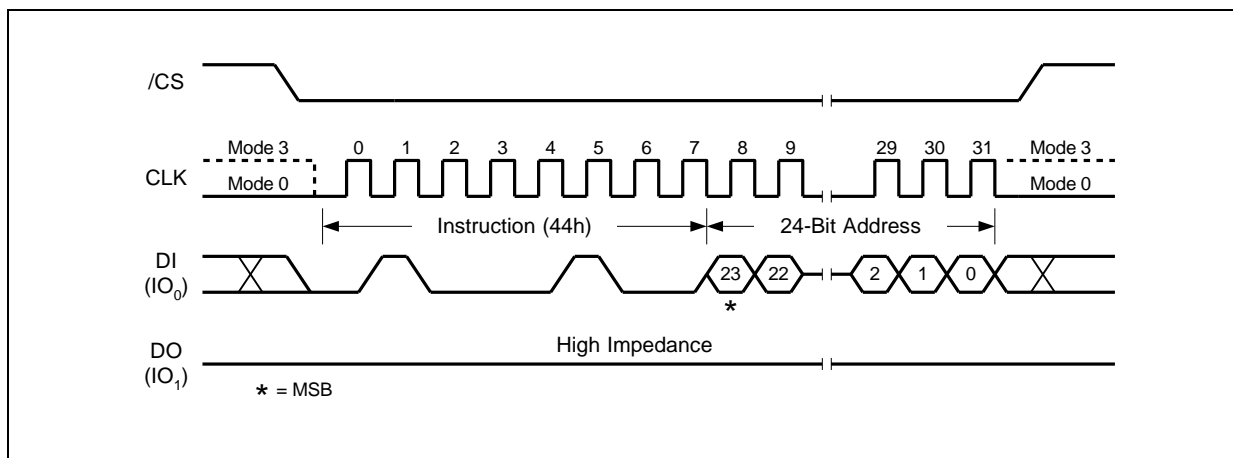 /CS
Mode 3 0 1 2 3 4 5 6 7 8 9 29 30 31 Mode 3
CLK
Mode 0 Mode 0
Instruction (44h) 24-Bit Address
DI
(IO₀)
23 22 2 1 0
*
High Impedance
DO
(IO₁)
* = MSB